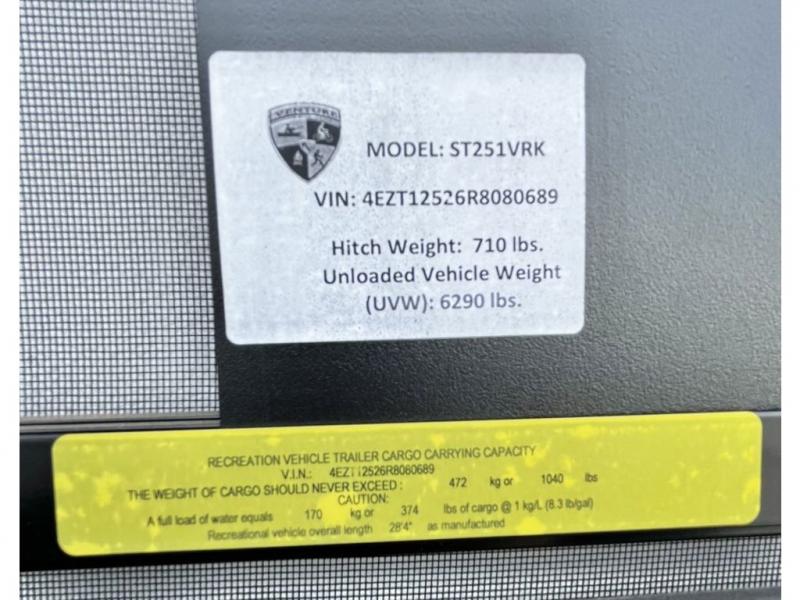 VENTURE
MODEL: ST251VRK
VIN: 4EZT12526R8080689
Hitch Weight: 710 lbs.
Unloaded Vehicle Weight
(UVW): 6290 lbs.
RECREATION VEHICLE TRAILER CARGO CARRYING CAPACITY
V.I.N.: 4EZT12526R8080689
THE WEIGHT OF CARGO SHOULD NEVER EXCEED : 472 kg or 1040 lbs
CAUTION:
A full load of water equals 170 kg or 374 lbs of cargo @ 1 kg/L (8.3 lb/gal)
Recreational vehicle overall length 28'4" as manufactured